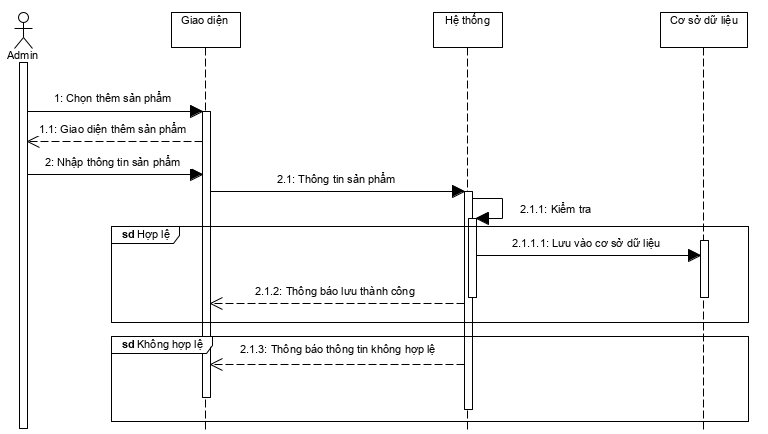 Giao diện
Hệ thống
Cơ sở dữ liệu
Admin
1: Chọn thêm sản phẩm
1.1: Giao diện thêm sản phẩm
2: Nhập thông tin sản phẩm
2.1: Thông tin sản phẩm
2.1.1: Kiểm tra
sd Hợp lệ
2.1.1.1: Lưu vào cơ sở dữ liệu
2.1.2: Thông báo lưu thành công
sd Không hợp lệ
2.1.3: Thông báo thông tin không hợp lệ